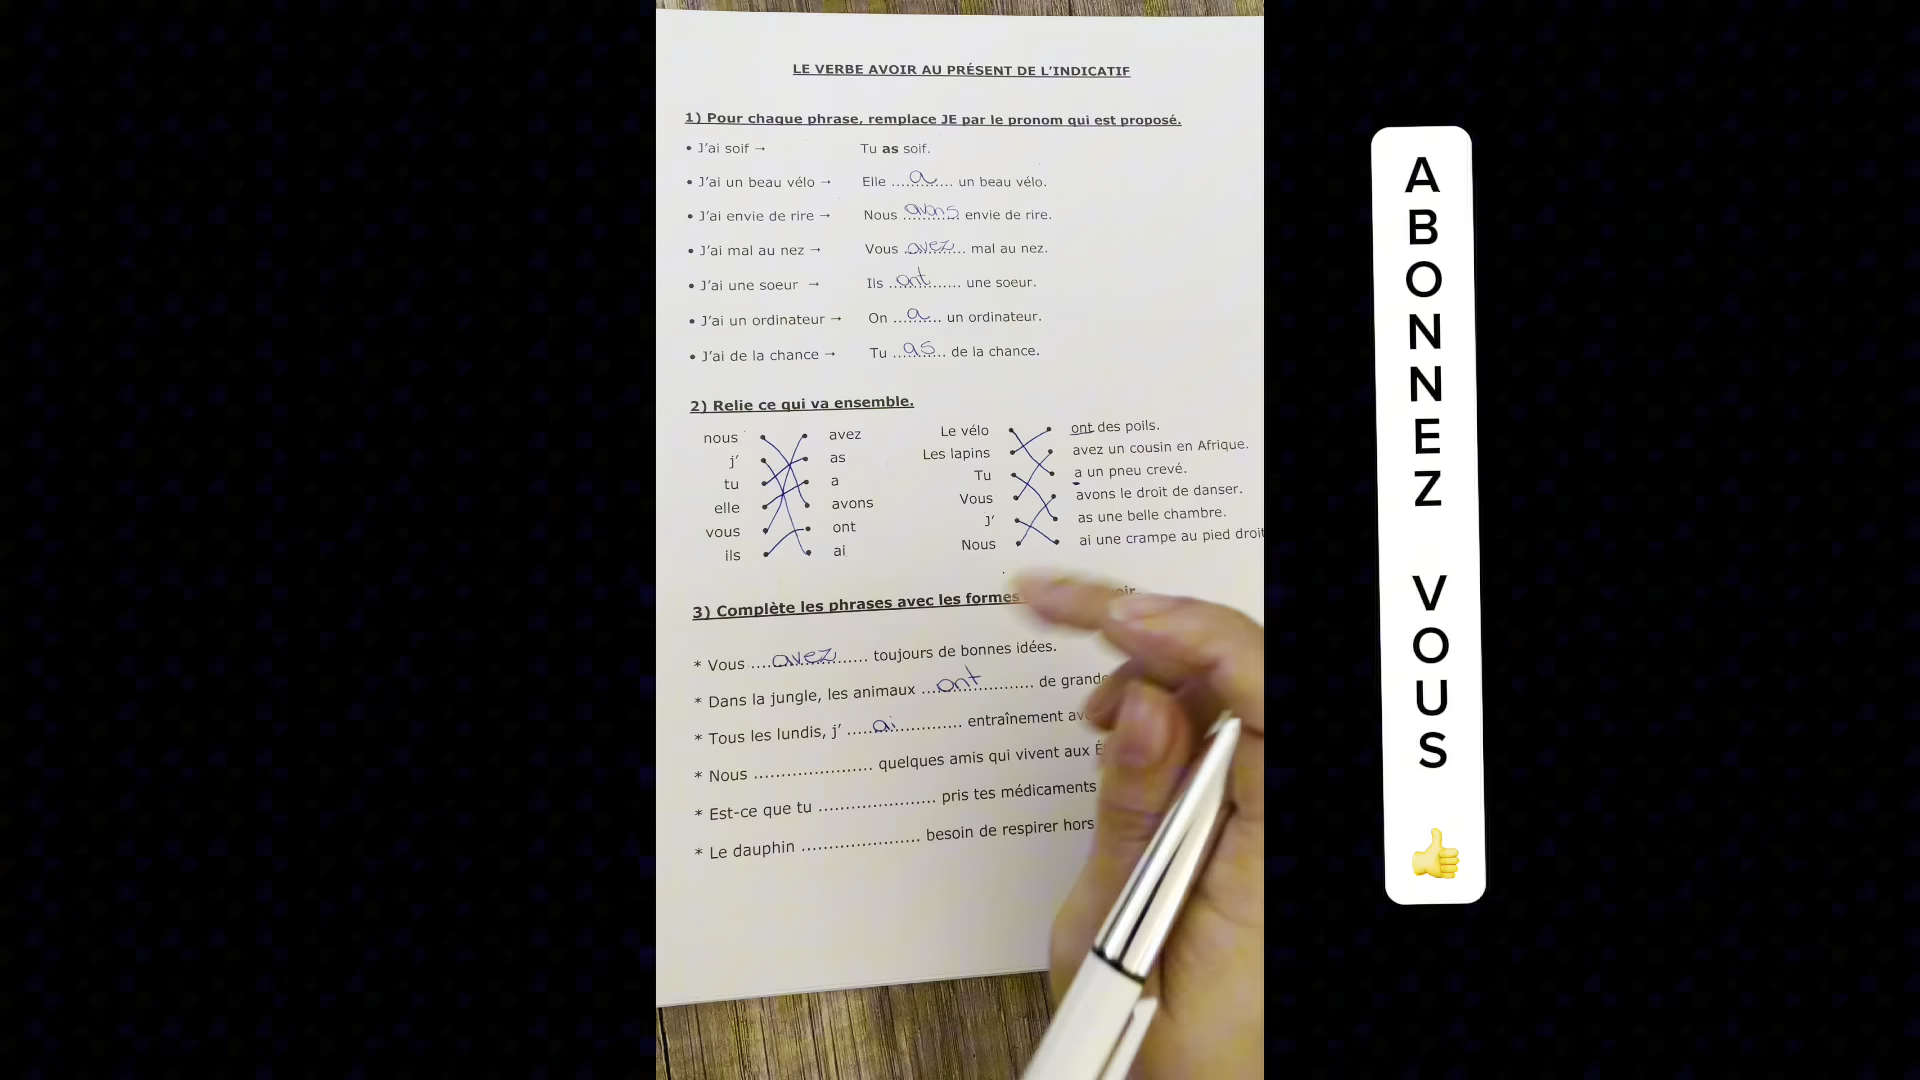 LE VERBE AVOIR AU PRÉSENT DE L'INDICATIF
1) Pour chaque phrase, remplace JE par le pronom qui est proposé.
• J'ai soif → Tu as soif.
• J'ai un beau vélo → Elle ...a... un beau vélo.
• J'ai envie de rire → Nous ...avons... envie de rire.
• J'ai mal au nez → Vous ...avez... mal au nez.
• J'ai une soeur → Ils ...ont... une soeur.
• J'ai un ordinateur → On ...a... un ordinateur.
• J'ai de la chance → Tu ...as... de la chance.
2) Relie ce qui va ensemble.
nous avez
j' as
tu a
elle avons
vous ont
ils ai
Le vélo ont des poils.
Les lapins avez un cousin en Afrique.
Tu a un pneu crevé.
Vous avons le droit de danser.
J' as une belle chambre.
Nous ai une crampe au pied droit
3) Complète les phrases avec les formes
* Vous ...avez... toujours de bonnes idées.
* Dans la jungle, les animaux ...ont... de grande
* Tous les lundis, j' ...ai... entraînement
* Nous ...................... quelques amis qui vivent aux
* Est-ce que tu ...................... pris tes médicaments
* Le dauphin ...................... besoin de respirer hors
ABONNEZ
VOUS